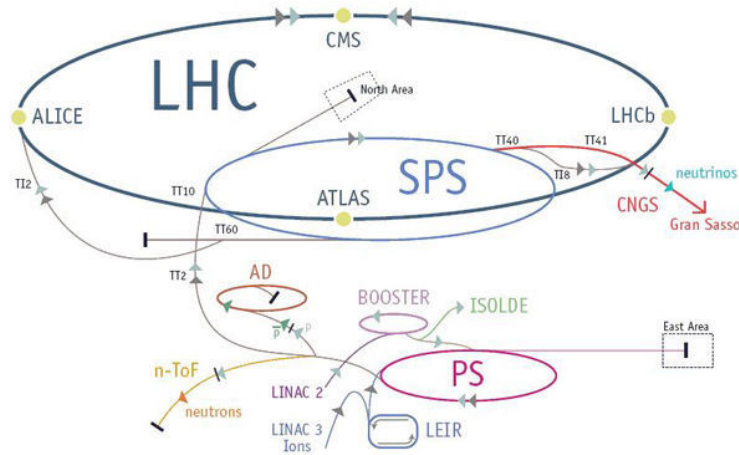 CMS
LHC
North Area
ALICE
LHCb
TT40
TT41
SPS
TI8
neutrinos
TI2
TT10
ATLAS
CNGS
Gran Sasso
TT60
TT2
AD
BOOSTER
ISOLDE
p
p
East Area
n-ToF
PS
LINAC 2
neutrons
LINAC 3
Ions
LEIR